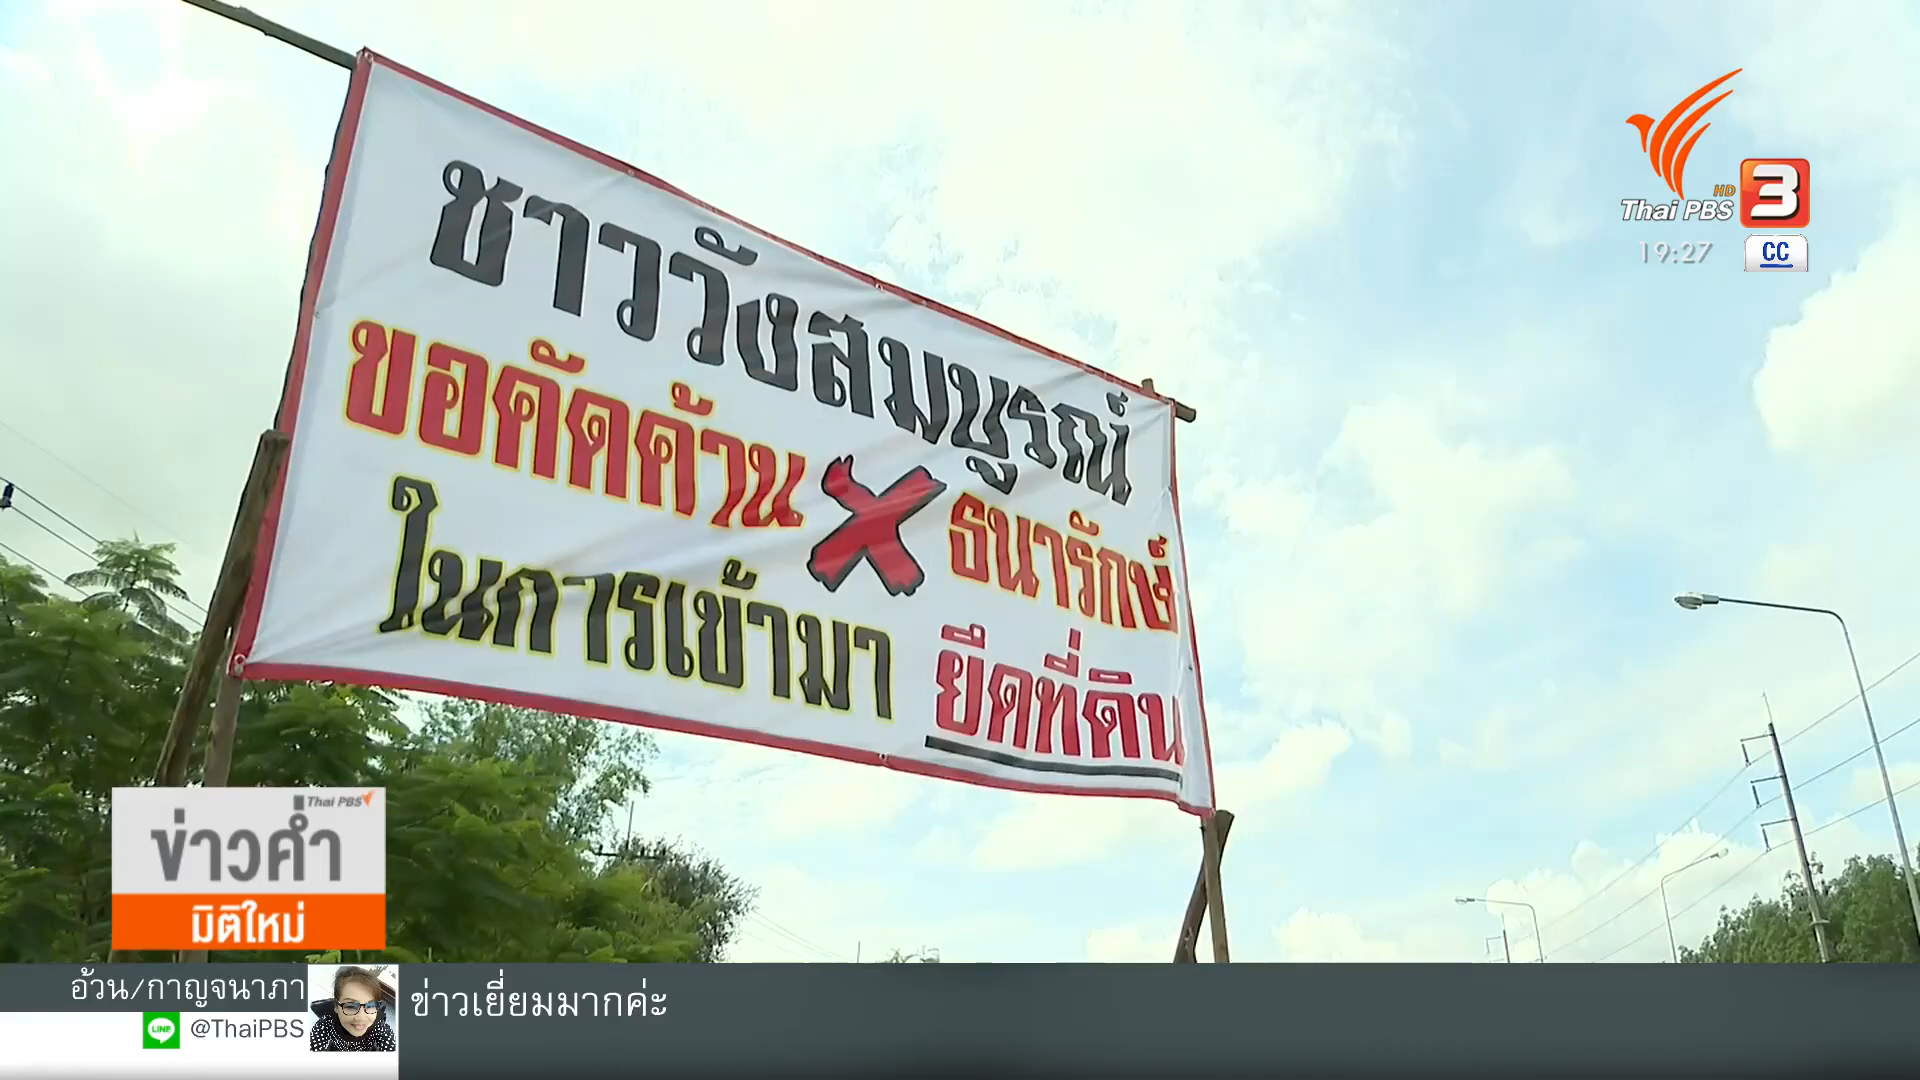 ชาววังสมบูรณ์
ขอคัดค้าน ธนารักษ์
ในการเข้ามา ยึดที่ดิน
HD
Thai PBS 3
19:27 CC
Thai PBS
ข่าวค่ำ
มิติใหม่
อ้วน/กาญจนาภา
LINE @ThaiPBS
ข่าวเยี่ยมมากค่ะ